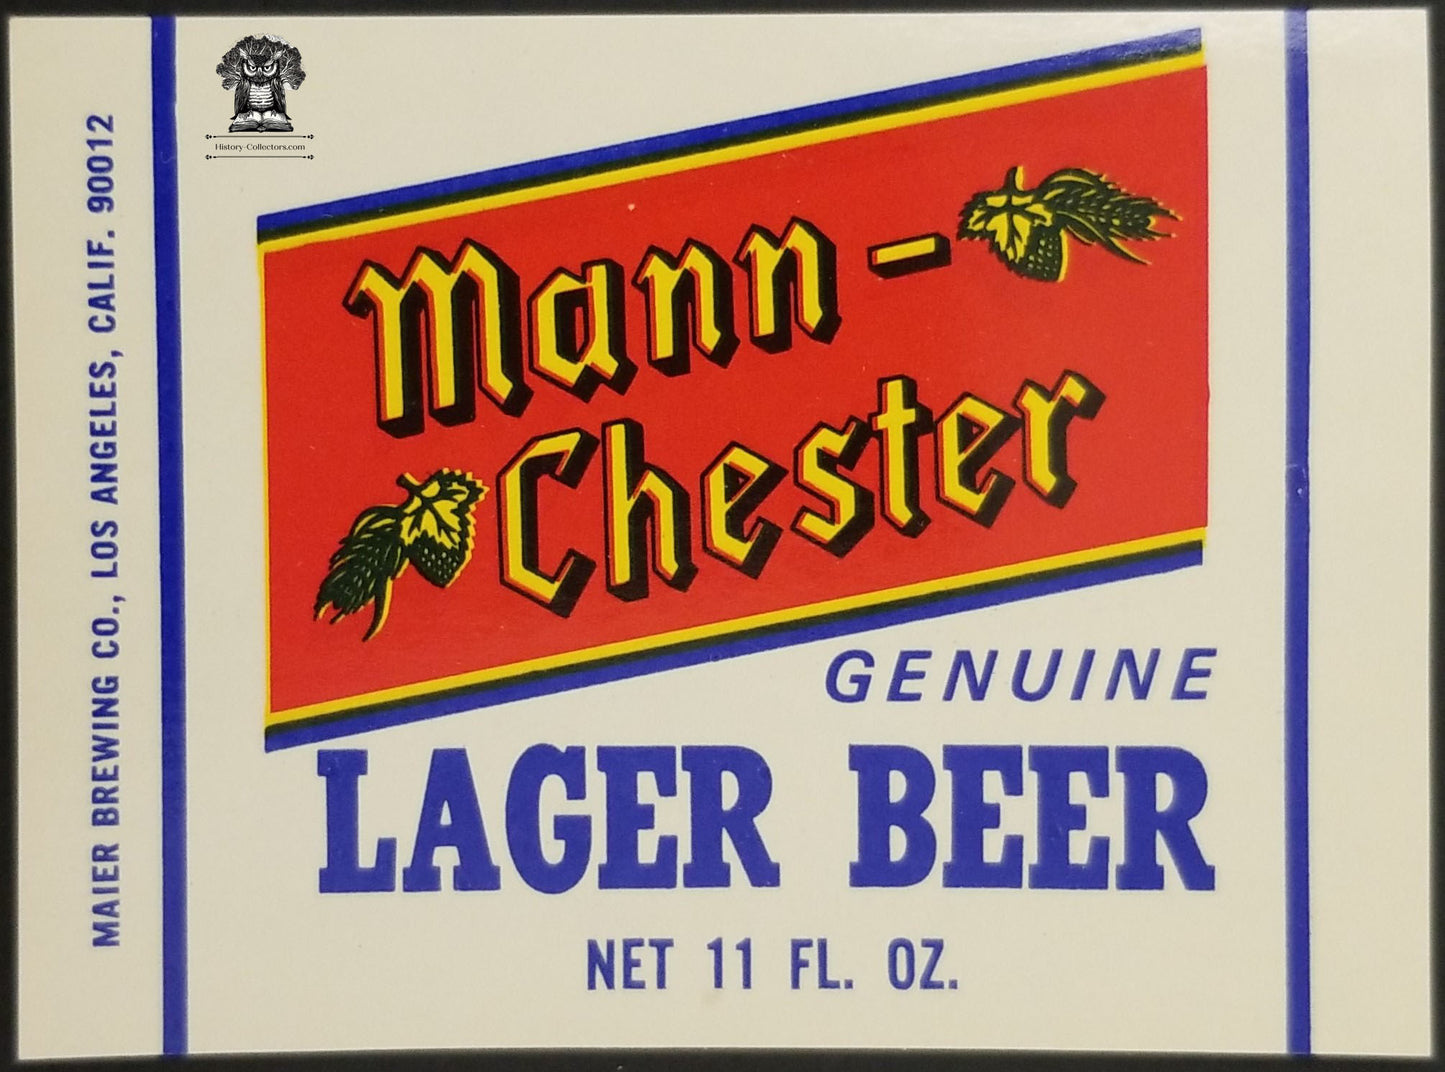 History-Collectors.com
MAIER BREWING CO., LOS ANGELES, CALIF. 90012
Mann-
Chester
GENUINE
LAGER BEER
NET 11 FL. OZ.